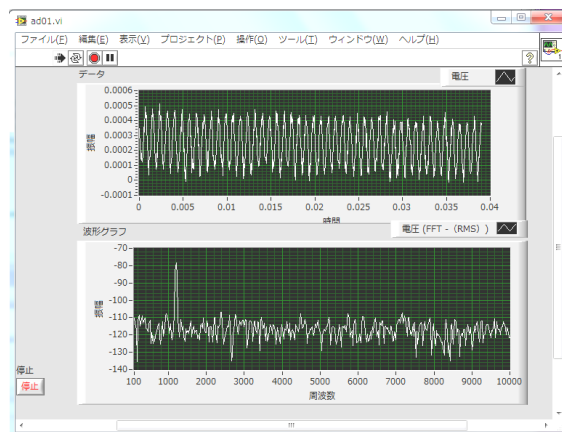 ad01.vi
ファイル(F) 編集(E) 表示(V) プロジェクト(P) 操作(O) ツール(T) ウィンドウ(W) ヘルプ(H)
データ
電圧
0.0006
0.0005
0.0004
0.0003
0.0002
0.0001
0
-0.0001
振幅
0 0.005 0.01 0.015 0.02 0.025 0.03 0.035 0.04
時間
波形グラフ
電圧 (FFT -（RMS）)
-70
-80
-90
-100
-110
-120
-130
-140
振幅
100 1000 2000 3000 4000 5000 6000 7000 8000 9000 10000
周波数
停止
停止